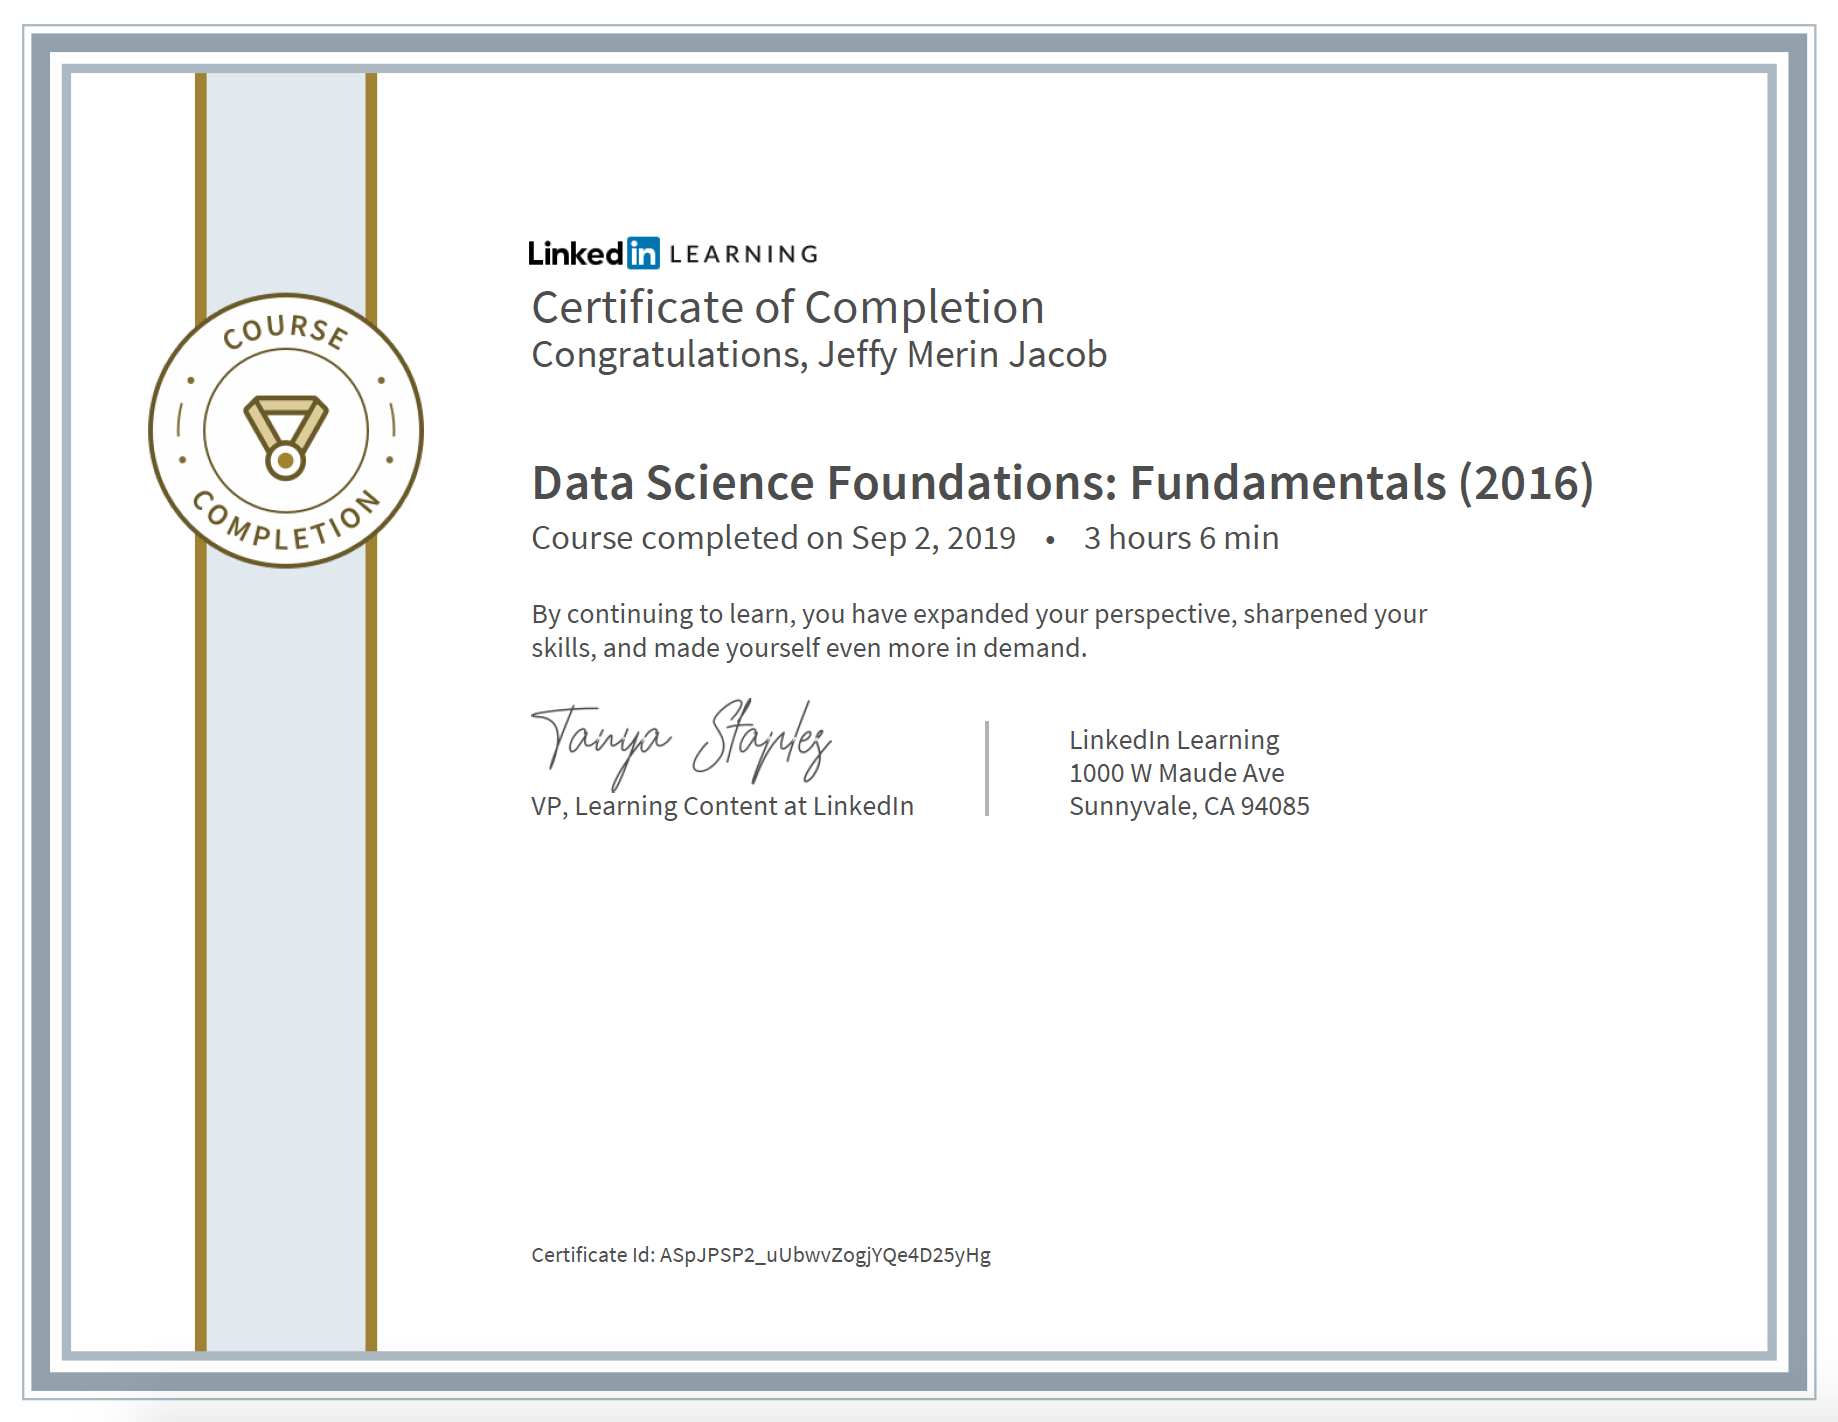 COURSE
COMPLETION
Linkedin LEARNING
Certificate of Completion
Congratulations, Jeffy Merin Jacob
Data Science Foundations: Fundamentals (2016)
Course completed on Sep 2, 2019 • 3 hours 6 min
By continuing to learn, you have expanded your perspective, sharpened your
skills, and made yourself even more in demand.
Tanya Staples
VP, Learning Content at LinkedIn
LinkedIn Learning
1000 W Maude Ave
Sunnyvale, CA 94085
Certificate Id: ASpJPSP2_uUbwvZogjYQe4D25yHg